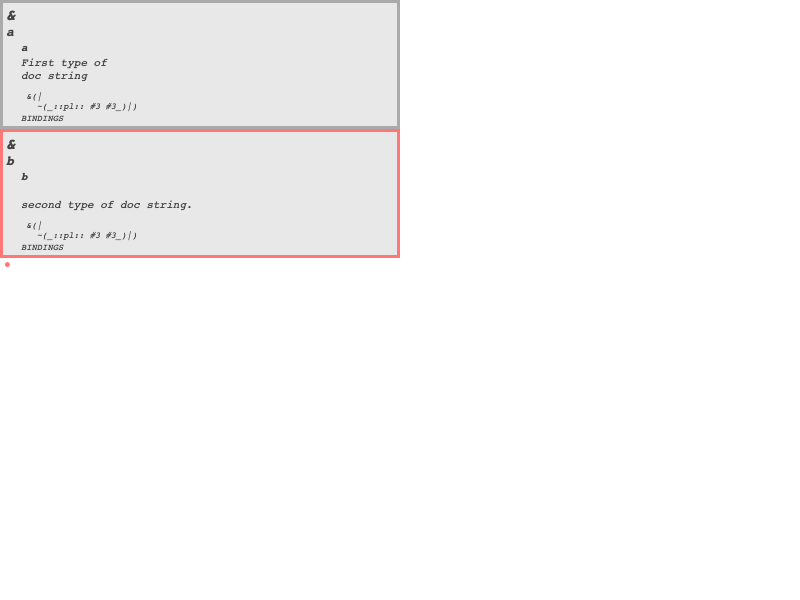 &
a
a
First type of
doc string
&(|
~(_::pl:: #3 #3_)|)
BINDINGS
&
b
b
second type of doc string.
&(|
~(_::pl:: #3 #3_)|)
BINDINGS